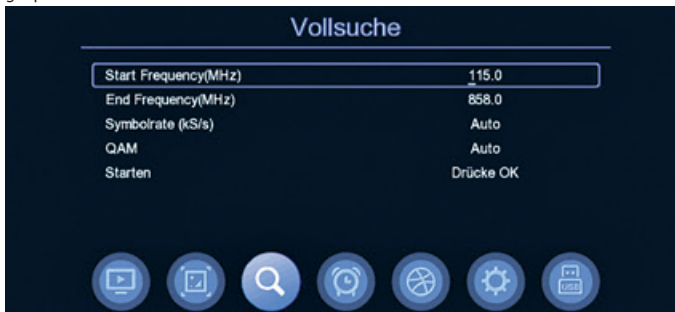 Vollsuche
Start Frequency(MHz) 115.0
End Frequency(MHz) 858.0
Symbolrate (kS/s) Auto
QAM Auto
Starten Drücke OK
USB